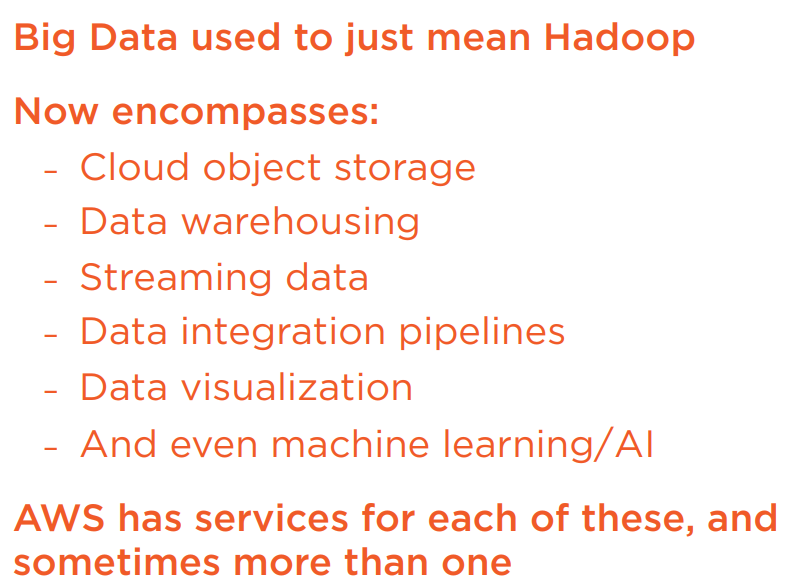 Big Data used to just mean Hadoop
Now encompasses:
- Cloud object storage
- Data warehousing
- Streaming data
- Data integration pipelines
- Data visualization
- And even machine learning/AI
AWS has services for each of these, and
sometimes more than one